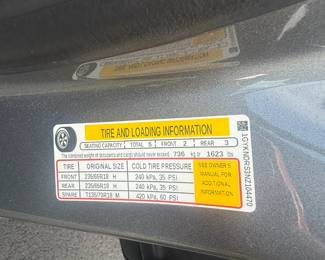 TIRE AND LOADING INFORMATION
SEATING CAPACITY TOTAL 5 FRONT 2 REAR 3
The combined weight of occupants and cargo should never exceed 736 kg or 1623 lbs
TIRE ORIGINAL SIZE COLD TIRE PRESSURE
FRONT 235/65R18 H 240 kPa, 35 PSI
REAR 235/65R18 H 240 kPa, 35 PSI
SPARE T135/70R18 M 420 kPa, 60 PSI
SEE OWNER'S
MANUAL FOR
ADDITIONAL
INFORMATION
1GYKNDRS3NZ104470